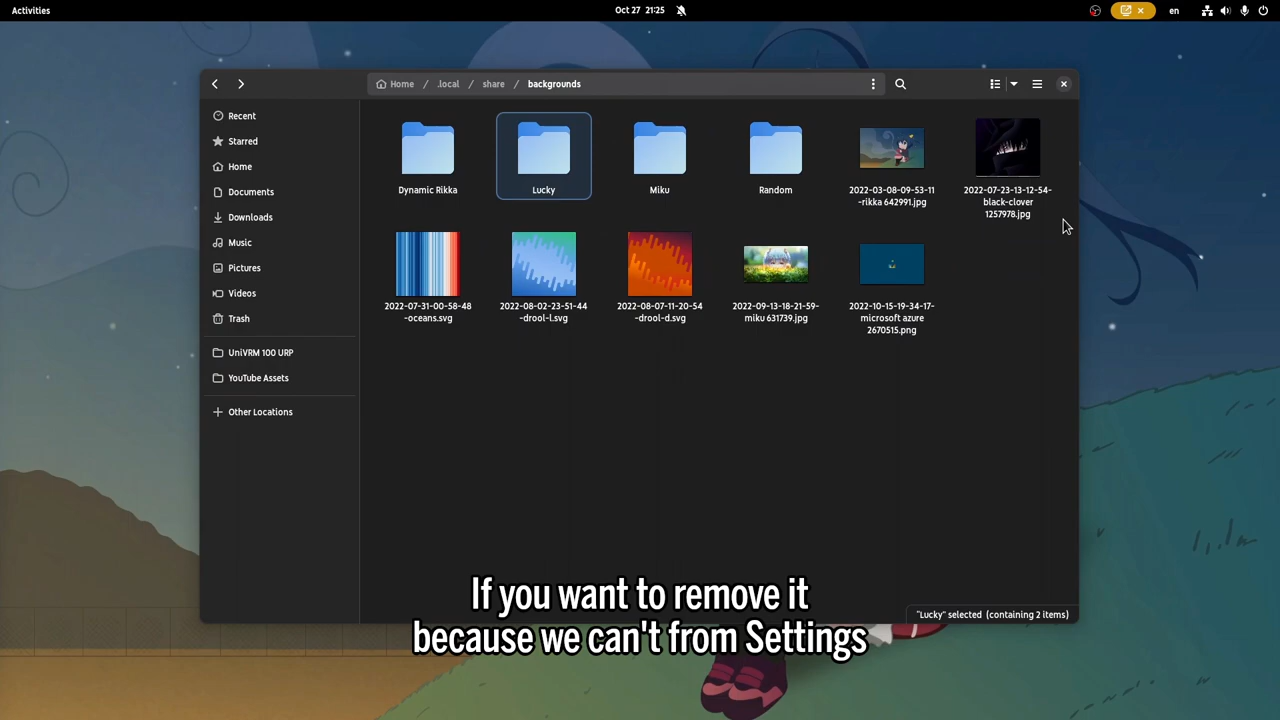 Activities
Oct 27 21:25
en
Home / .local / share / backgrounds
Recent
Starred
Home
Documents
Downloads
Music
Pictures
Videos
Trash
UniVRM 100 URP
YouTube Assets
Other Locations
Dynamic Rikka
Lucky
Miku
Random
2022-03-08-09-53-11
-rikka 642991.jpg
2022-07-23-13-12-54-
black-clover
1257978.jpg
2022-07-31-00-58-48
-oceans.svg
2022-08-02-23-51-44
-drool-l.svg
2022-08-07-11-20-54
-drool-d.svg
2022-09-13-18-21-59-
miku 631739.jpg
2022-10-15-19-34-17-
microsoft azure
2670515.png
"Lucky" selected (containing 2 items)
If you want to remove it
because we can't from Settings